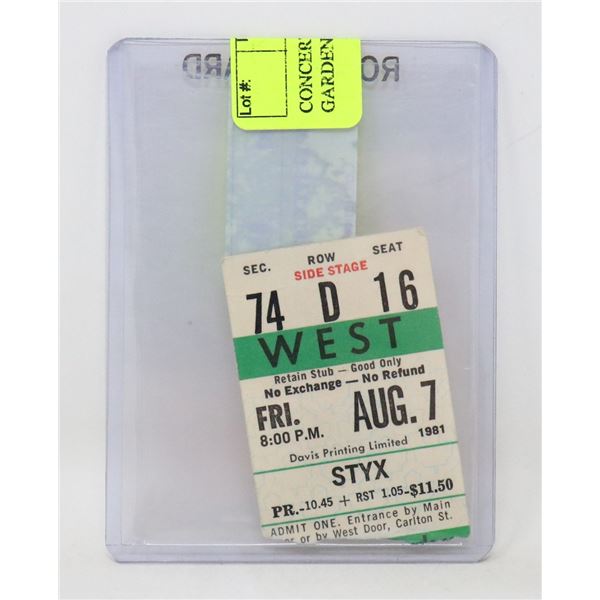 Lot #:
CONCER
GARDEN
SEC. ROW SEAT
SIDE STAGE
74 D 16
WEST
Retain Stub — Good Only
No Exchange — No Refund
FRI. AUG. 7
8:00 P.M. 1981
Davis Printing Limited
STYX
PR.-10.45 + RST 1.05-$11.50
ADMIT ONE. Entrance by Main
or by West Door, Carlton St.